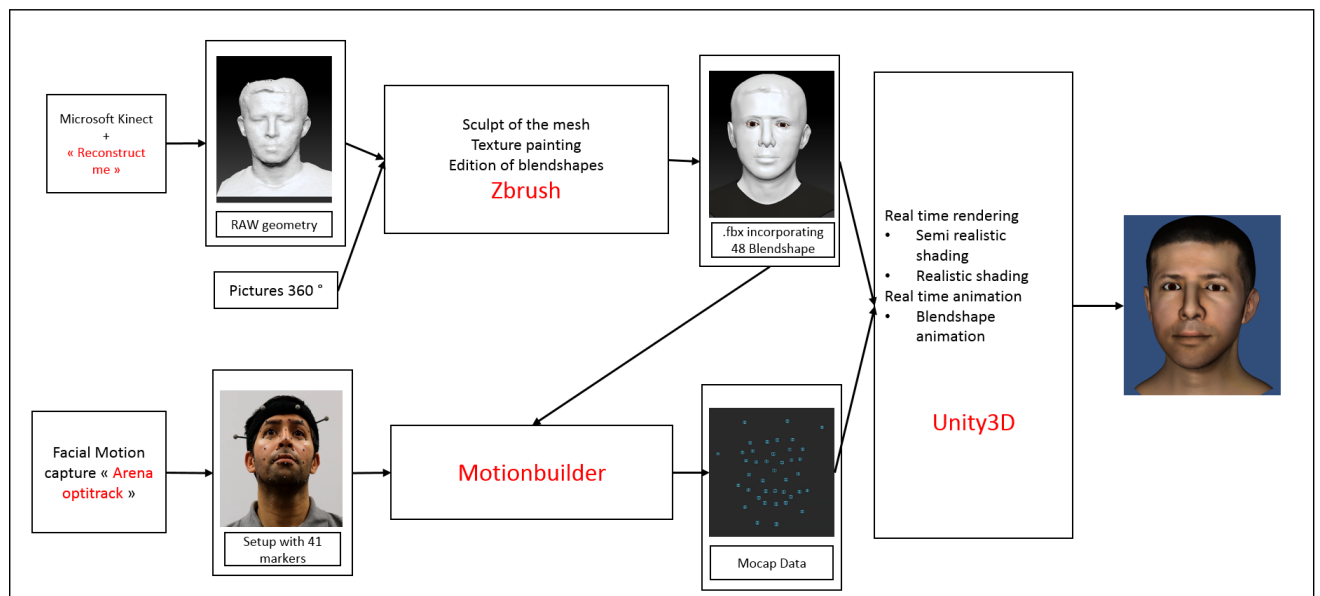 Microsoft Kinect
+
« Reconstruct
me »
RAW geometry
Pictures 360 °
Sculpt of the mesh
Texture painting
Edition of blendshapes
Zbrush
.fbx incorporating
48 Blendshape
Facial Motion
capture « Arena
optitrack »
Setup with 41
markers
Motionbuilder
Mocap Data
Real time rendering
• Semi realistic
shading
• Realistic shading
Real time animation
• Blendshape
animation
Unity3D